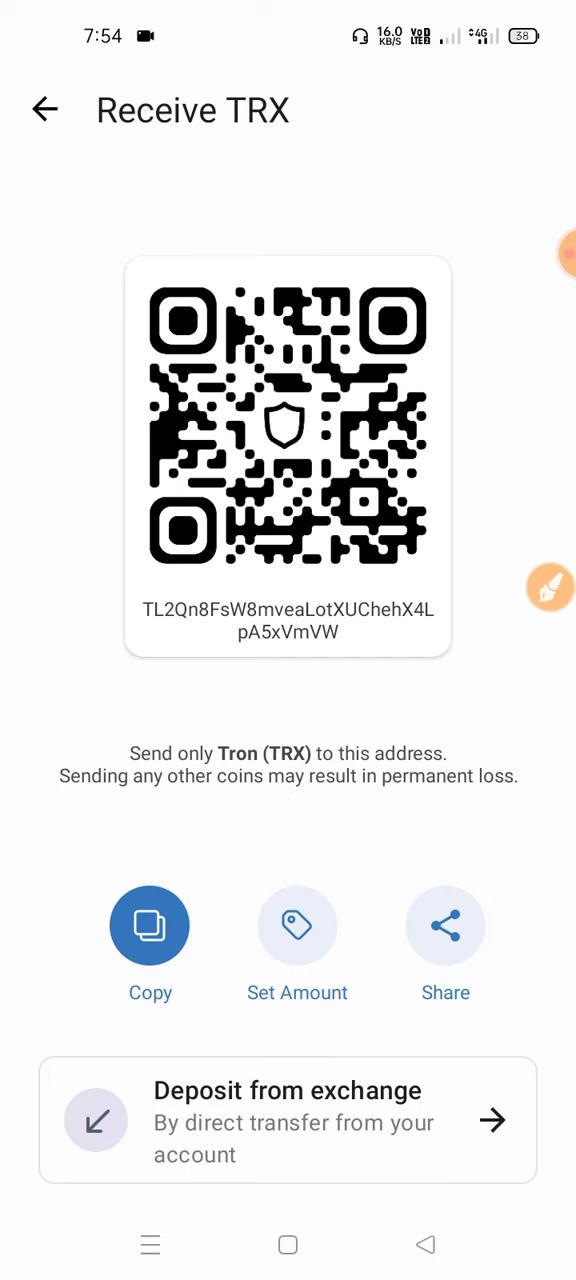 7:54
16.0 KB/S
VoD LTE 2
4G
38
Receive TRX
TL2Qn8FsW8mveaLotXUChehX4L
pA5xVmVW
Send only Tron (TRX) to this address.
Sending any other coins may result in permanent loss.
Copy
Set Amount
Share
Deposit from exchange
By direct transfer from your
account